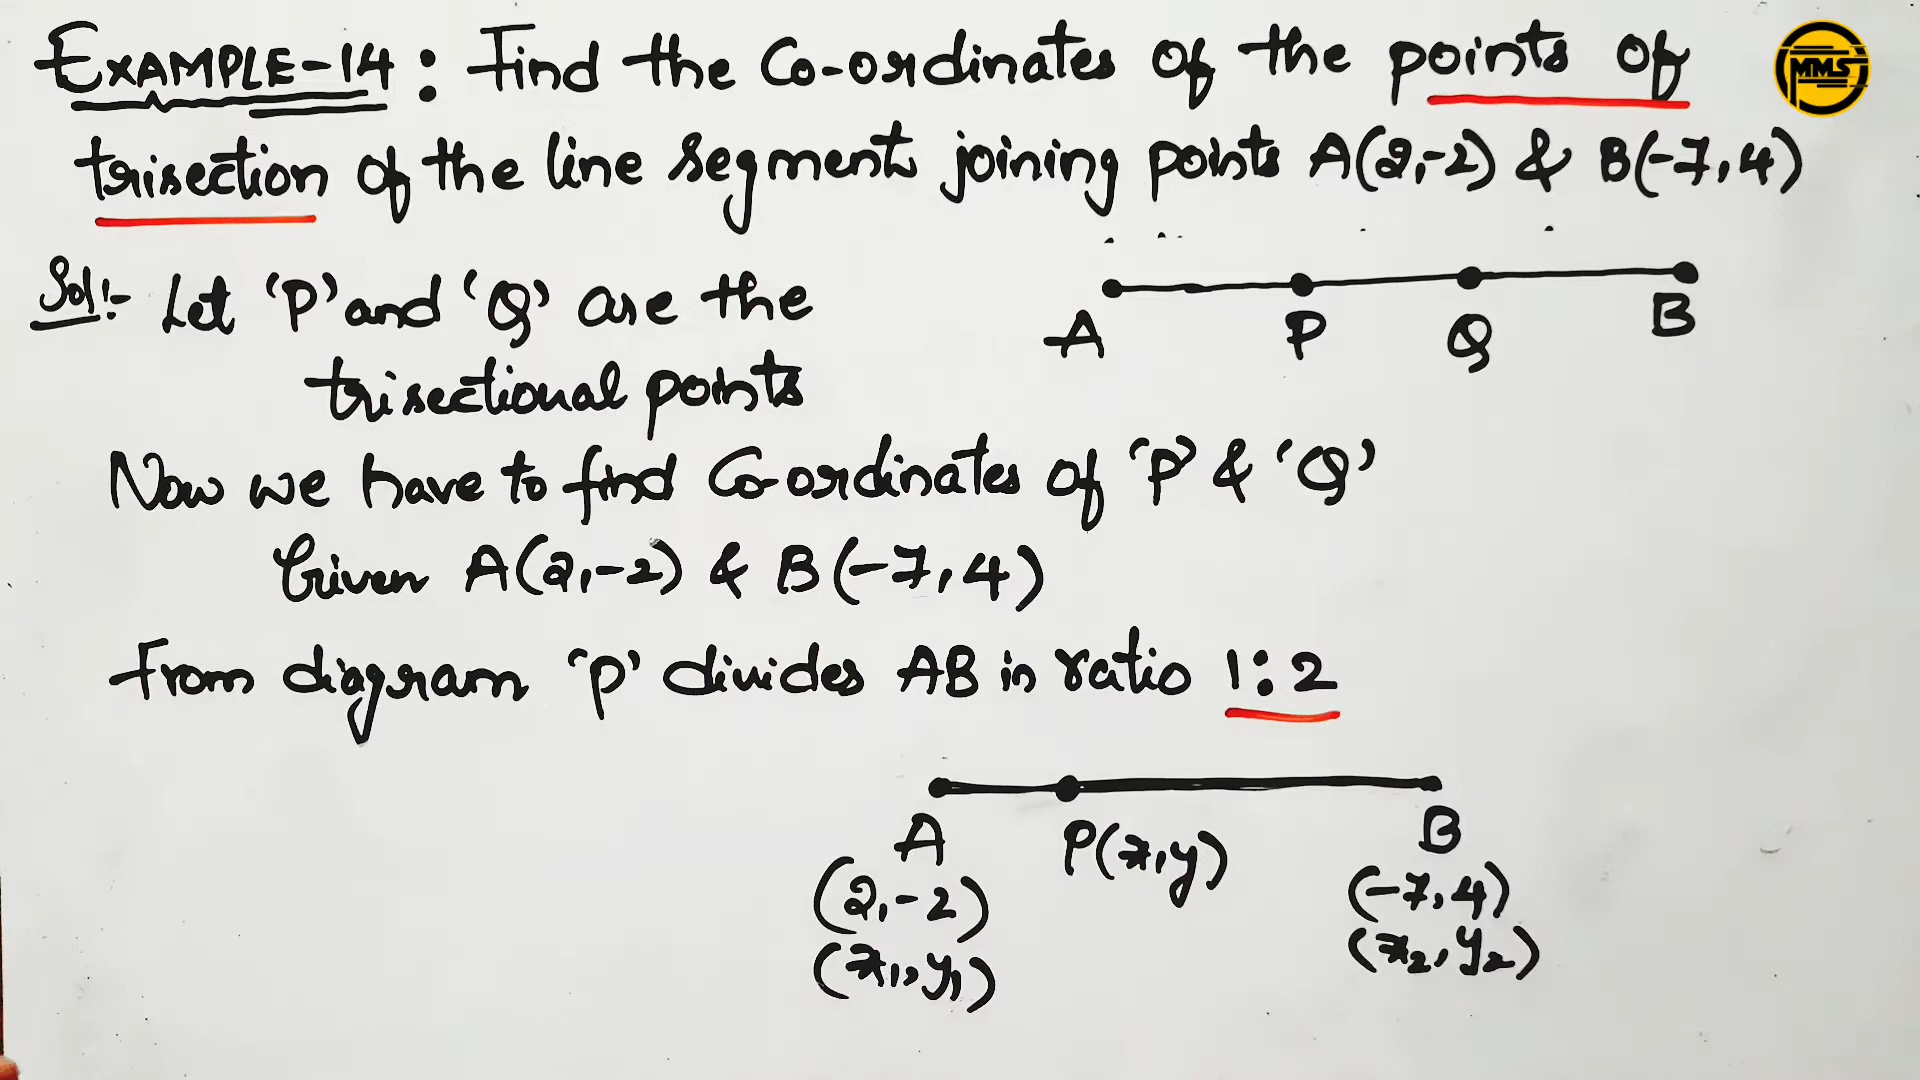 EXAMPLE-14: Find the Co-ordinates of the points of
trisection of the line segment joining points A(2,-2) & B(-7,4)
Sol:- Let 'P' and 'Q' are the
trisectional points
A P Q B
Now we have to find Co-ordinates of 'P' & 'Q'
Given A(2,-2) & B(-7,4)
From diagram 'P' divides AB in ratio 1:2
A P(x,y) B
(2,-2) (-7,4)
(x₁,y₁) (x₂,y₂)
MMS